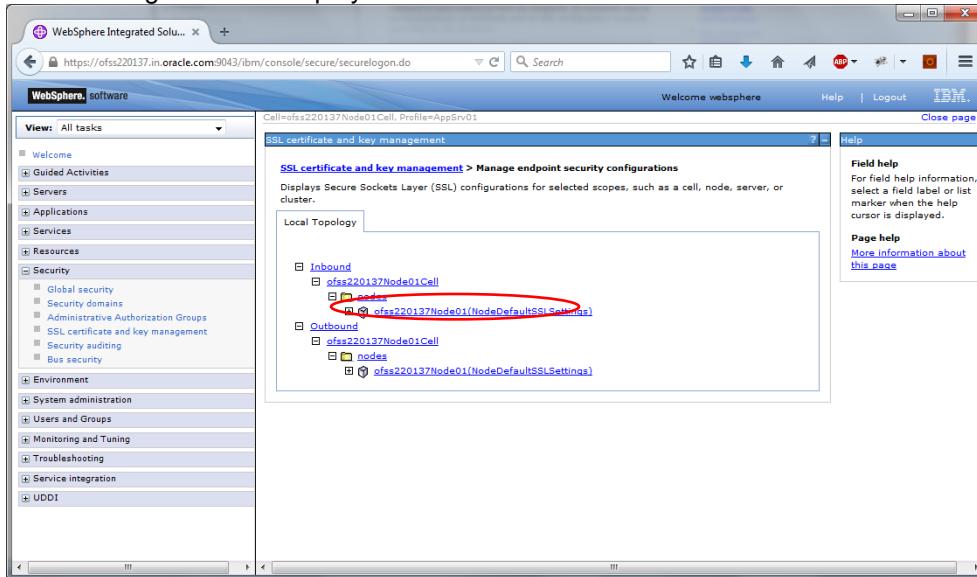 WebSphere Integrated Solu... × +
https://ofss220137.in.oracle.com:9043/ibm/console/secure/securelogon.do
Search
ABP
WebSphere. software
Welcome websphere
Help | Logout
IBM.
Cell=ofss220137Node01Cell, Profile=AppSrv01
Close page
View: All tasks
Welcome
Guided Activities
Servers
Applications
Services
Resources
Security
Global security
Security domains
Administrative Authorization Groups
SSL certificate and key management
Security auditing
Bus security
Environment
System administration
Users and Groups
Monitoring and Tuning
Troubleshooting
Service integration
UDDI
SSL certificate and key management
? -
SSL certificate and key management > Manage endpoint security configurations
Displays Secure Sockets Layer (SSL) configurations for selected scopes, such as a cell, node, server, or
cluster.
Local Topology
Inbound
ofss220137Node01Cell
nodes
ofss220137Node01(NodeDefaultSSLSettings)
Outbound
ofss220137Node01Cell
nodes
ofss220137Node01(NodeDefaultSSLSettings)
Help
Field help
For field help information,
select a field label or list
marker when the help
cursor is displayed.
Page help
More information about
this page